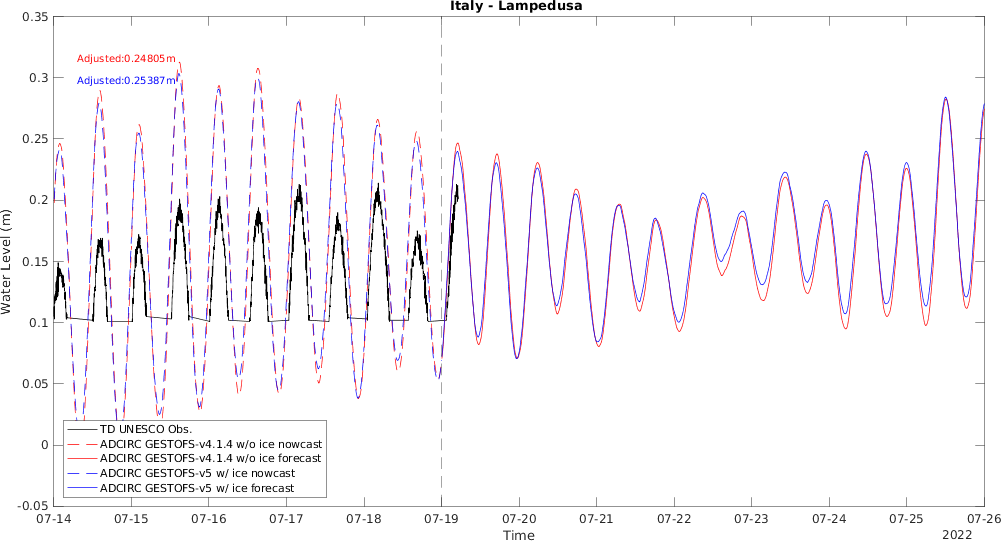 Italy - Lampedusa
0.35
0.3
0.25
0.2
0.15
0.1
0.05
0
-0.05
Water Level (m)
Adjusted:0.24805m
Adjusted:0.25387m
TD UNESCO Obs.
ADCIRC GESTOFS-v4.1.4 w/o ice nowcast
ADCIRC GESTOFS-v4.1.4 w/o ice forecast
ADCIRC GESTOFS-v5 w/ ice nowcast
ADCIRC GESTOFS-v5 w/ ice forecast
07-14 07-15 07-16 07-17 07-18 07-19 07-20 07-21 07-22 07-23 07-24 07-25 07-26
Time
2022